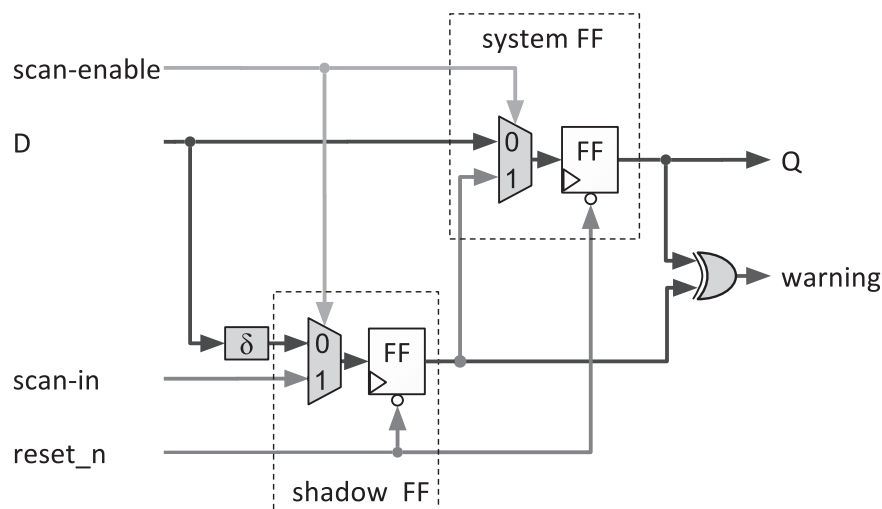 system FF
scan-enable
D
0
1
FF
Q
warning
δ
0
1
FF
scan-in
reset_n
shadow FF